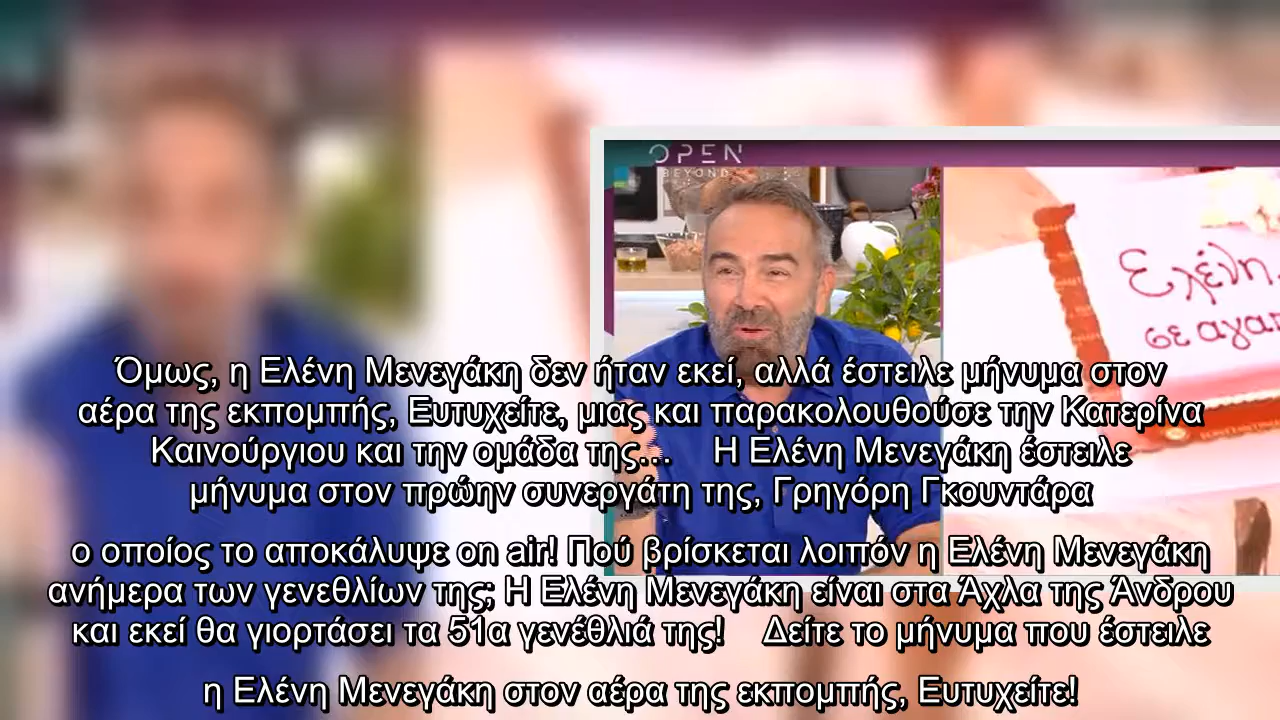 OPEN
BEYOND
Ελένη
σε αγαπ
Όμως, η Ελένη Μενεγάκη δεν ήταν εκεί, αλλά έστειλε μήνυμα στον
αέρα της εκπομπής, Ευτυχείτε, μιας και παρακολουθούσε την Κατερίνα
Καινούργιου και την ομάδα της… Η Ελένη Μενεγάκη έστειλε
μήνυμα στον πρώην συνεργάτη της, Γρηγόρη Γκουντάρα
ο οποίος το αποκάλυψε on air! Πού βρίσκεται λοιπόν η Ελένη Μενεγάκη
ανήμερα των γενεθλίων της; Η Ελένη Μενεγάκη είναι στα Άχλα της Άνδρου
και εκεί θα γιορτάσει τα 51α γενέθλιά της! Δείτε το μήνυμα που έστειλε
η Ελένη Μενεγάκη στον αέρα της εκπομπής, Ευτυχείτε!